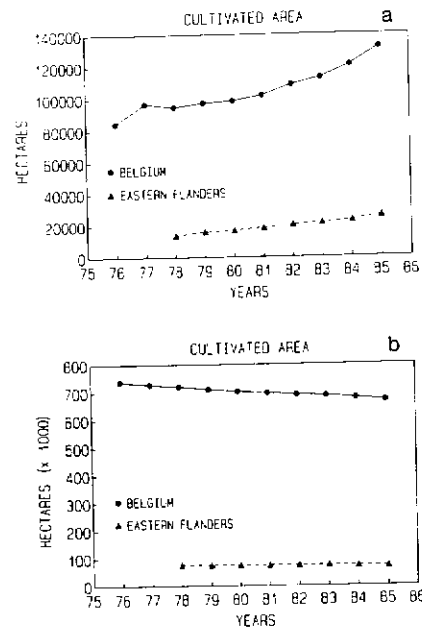 CULTIVATED AREA
a
140000
120000
100000
80000
60000
40000
20000
0
HECTARES
BELGIUM
EASTERN FLANDERS
75 76 77 78 79 80 81 82 83 84 85 86
YEARS
CULTIVATED AREA
b
800
700
600
500
400
300
200
100
0
HECTARES (x 1000)
BELGIUM
EASTERN FLANDERS
75 76 77 78 79 80 81 82 83 84 85 86
YEARS